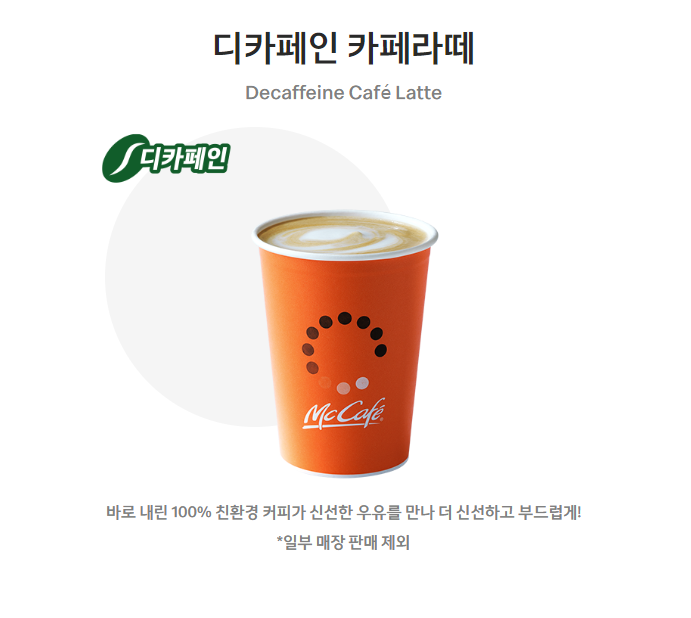 디카페인 카페라떼
Decaffeine Café Latte
디카페인
McCafé
바로 내린 100% 친환경 커피가 신선한 우유를 만나 더 신선하고 부드럽게!
*일부 매장 판매 제외